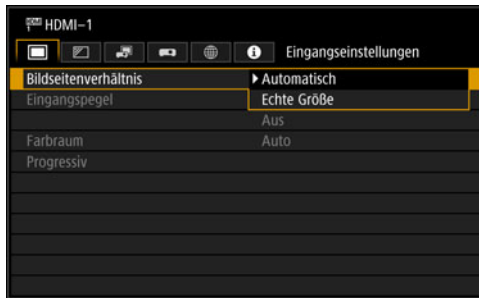 HDMI–1
Eingangseinstellungen
Bildseitenverhältnis
Automatisch
Eingangspegel
Echte Größe
Aus
Farbraum
Auto
Progressiv